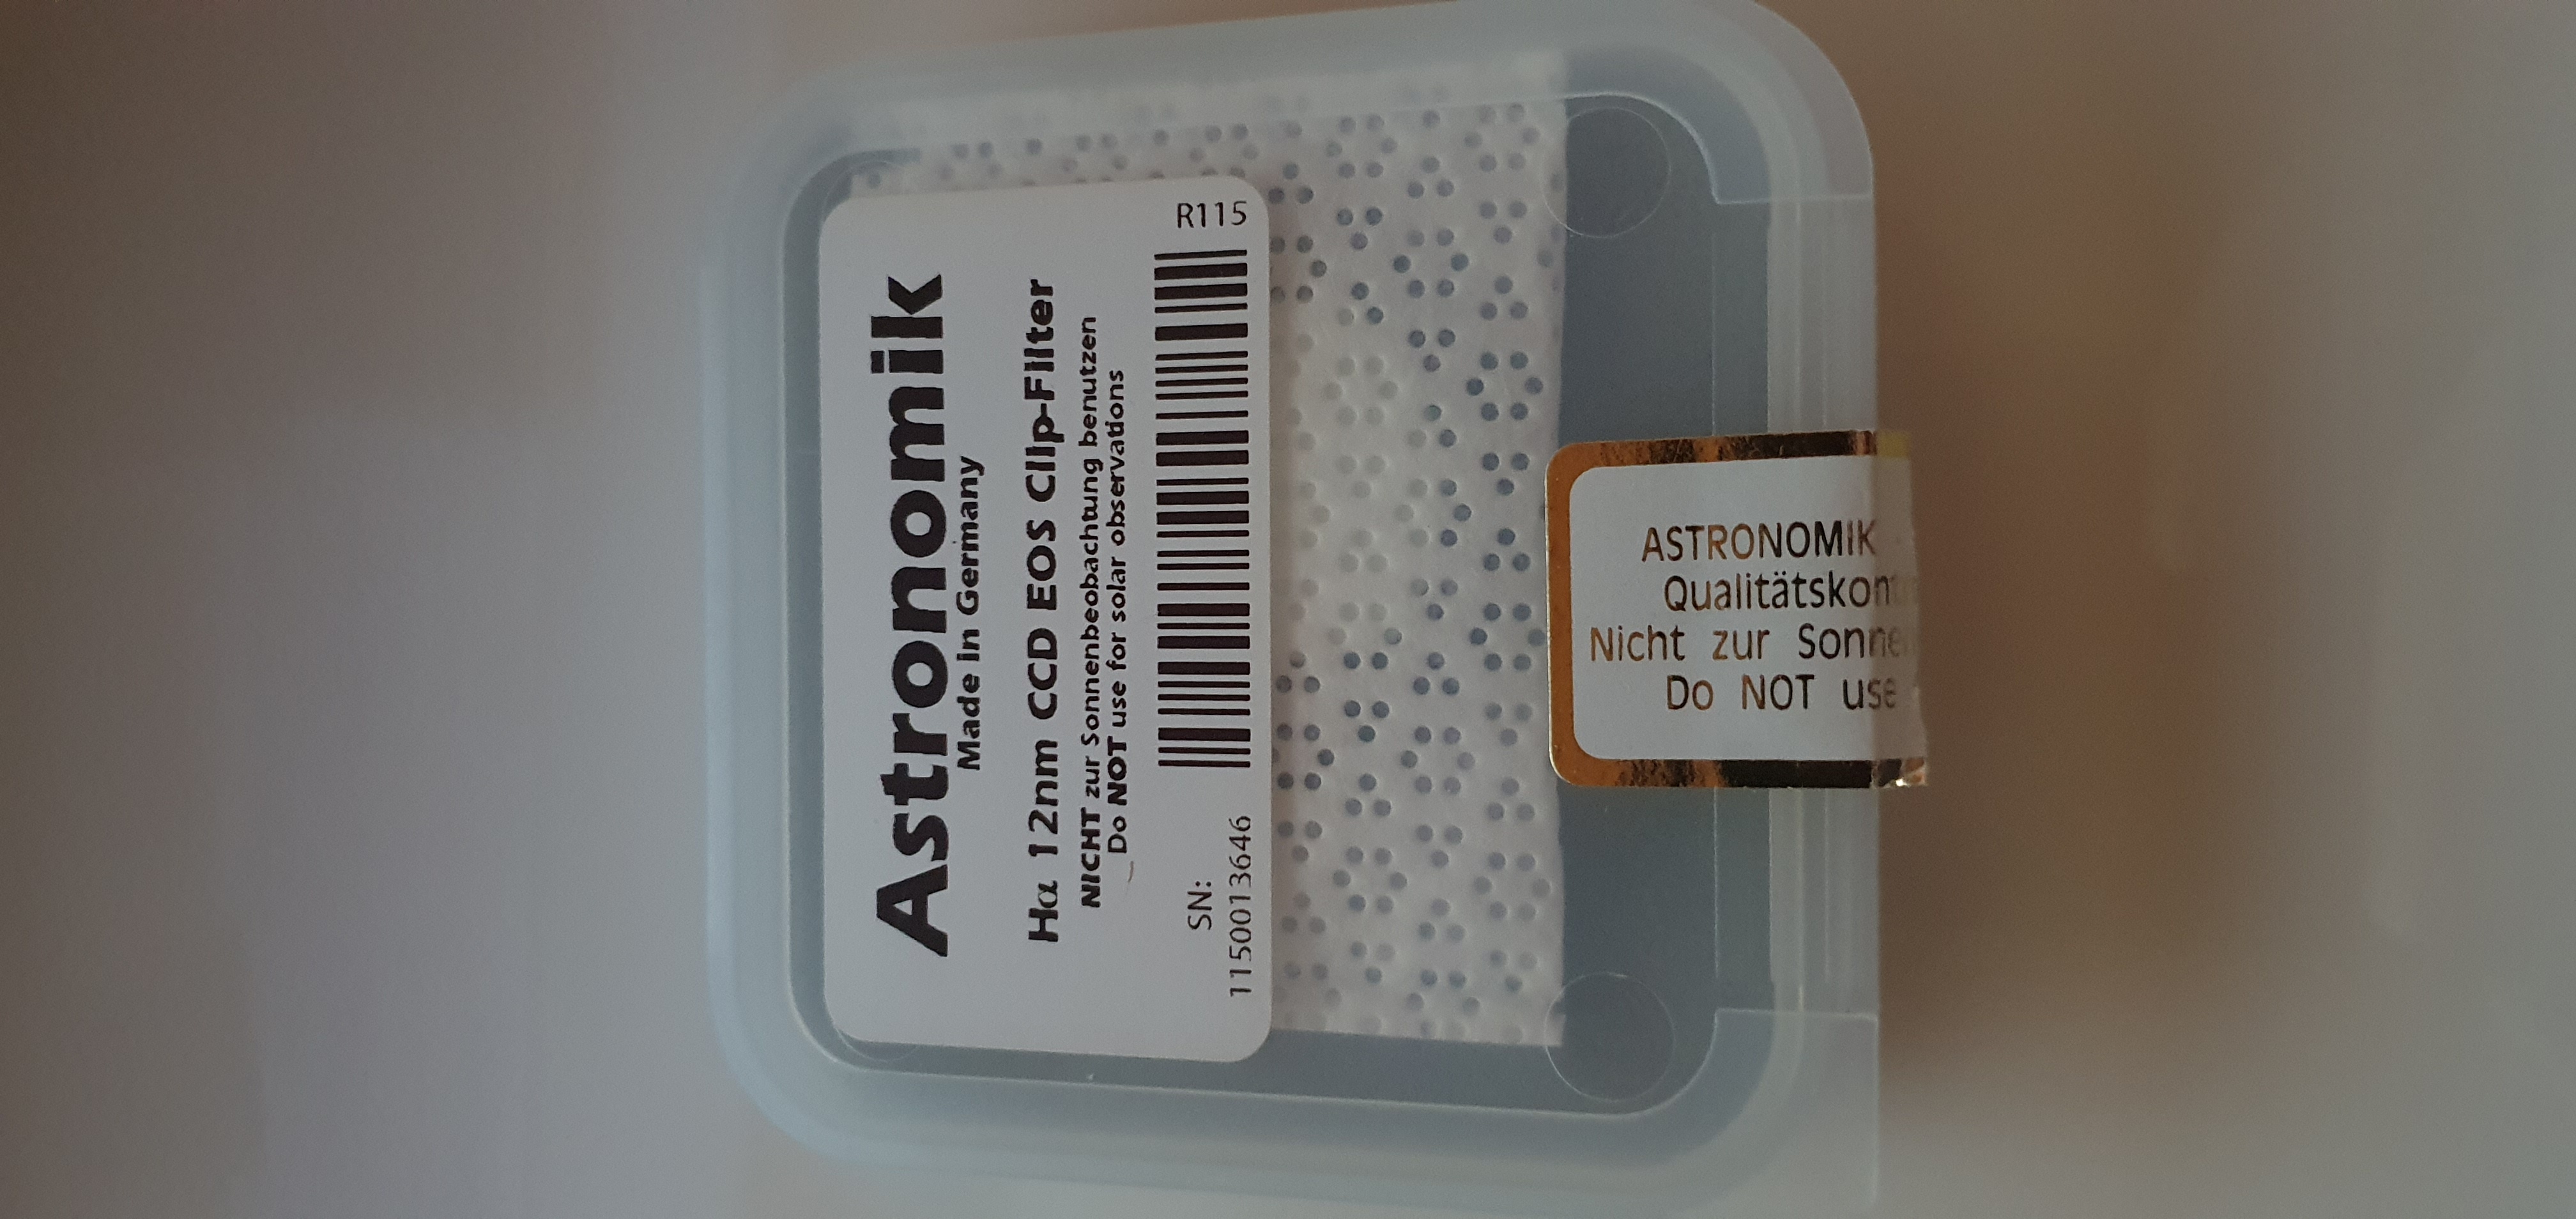 Astronomik
Made in Germany
Hα 12nm CCD EOS Clip-Filter
NICHT zur Sonnenbeobachtung benutzen
Do NOT use for solar observations
SN:
11500013646
R115
ASTRONOMIK
Nicht zur
Do NOT use